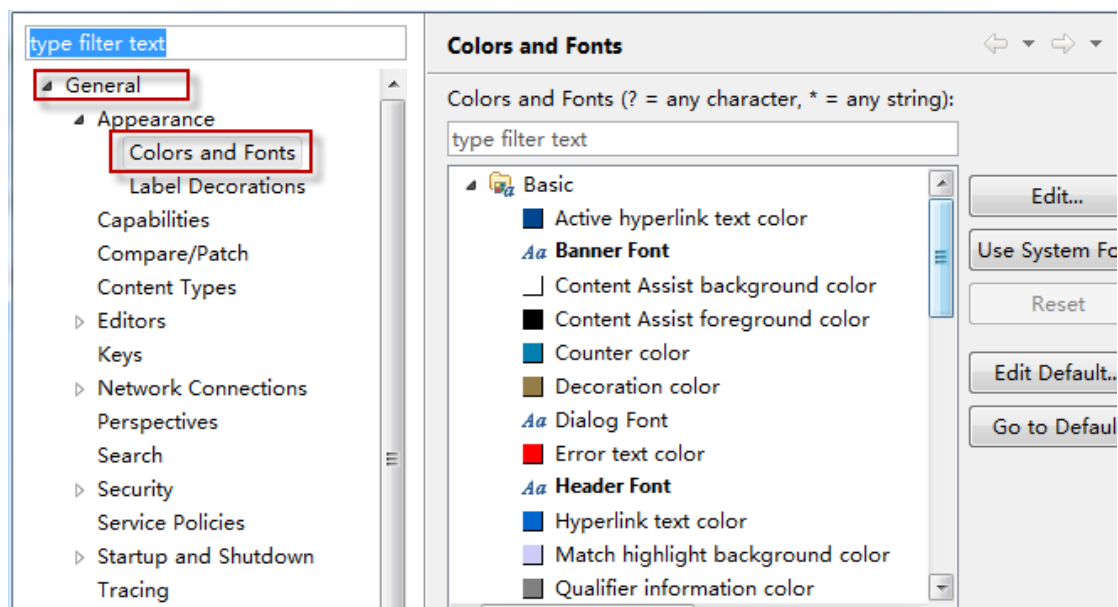 type filter text
General
Appearance
Colors and Fonts
Label Decorations
Capabilities
Compare/Patch
Content Types
Editors
Keys
Network Connections
Perspectives
Search
Security
Service Policies
Startup and Shutdown
Tracing
Colors and Fonts
Colors and Fonts (? = any character, * = any string):
type filter text
Basic
Active hyperlink text color
Aa Banner Font
Content Assist background color
Content Assist foreground color
Counter color
Decoration color
Aa Dialog Font
Error text color
Aa Header Font
Hyperlink text color
Match highlight background color
Qualifier information color
Edit...
Use System Fo
Reset
Edit Default..
Go to Defaul